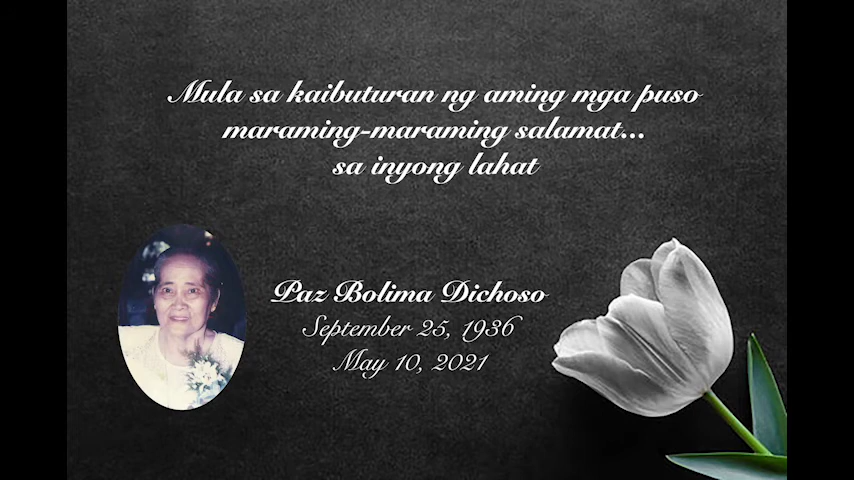 Mula sa kaibuturan ng aming mga puso
maraming-maraming salamat...
sa inyong lahat
Paz Bolima Dichoso
September 25, 1936
May 10, 2021